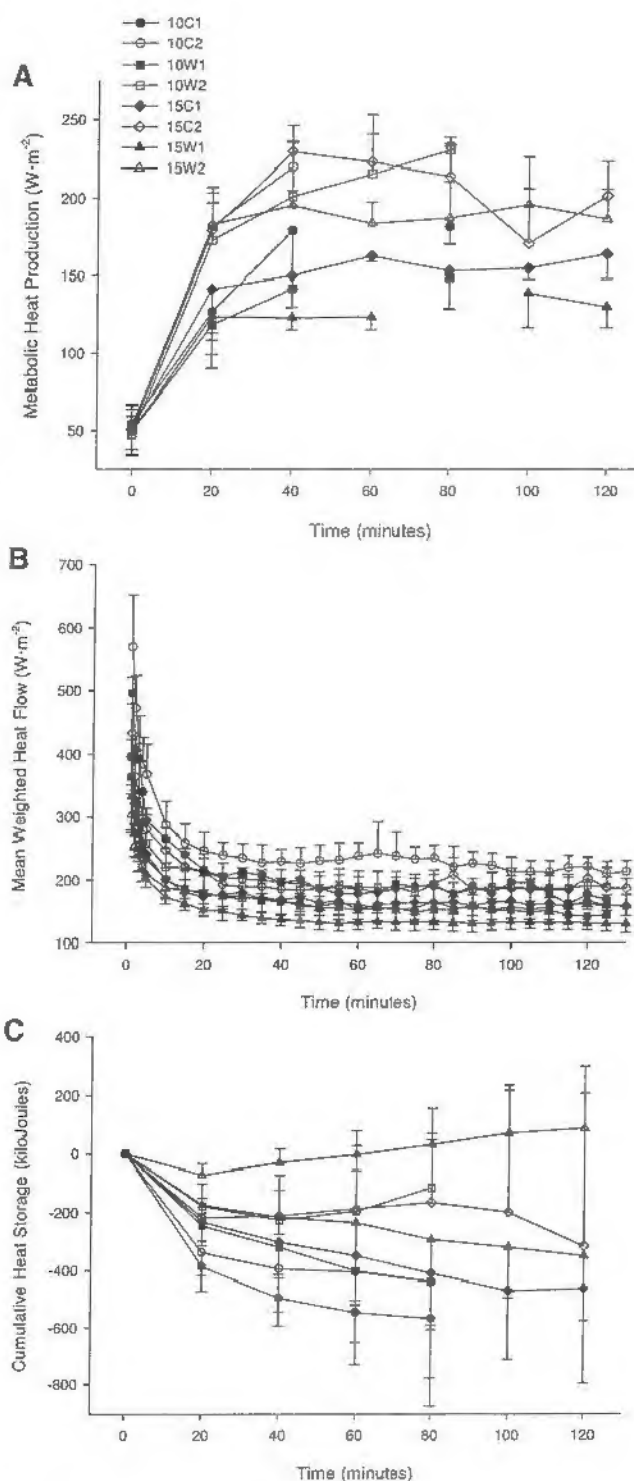 10C1
10C2
10W1
10W2
15C1
15C2
15W1
15W2
A
Metabolic Heat Production (W·m-2)
250
200
150
100
50
0 20 40 60 80 100 120
Time (minutes)
B
Mean Weighted Heat Flow (W·m-2)
700
600
500
400
300
200
100
0 20 40 60 80 100 120
Time (minutes)
C
Cumulative Heat Storage (kiloJoules)
400
200
0
-200
-400
-600
-800
0 20 40 60 80 100 120
Time (minutes)